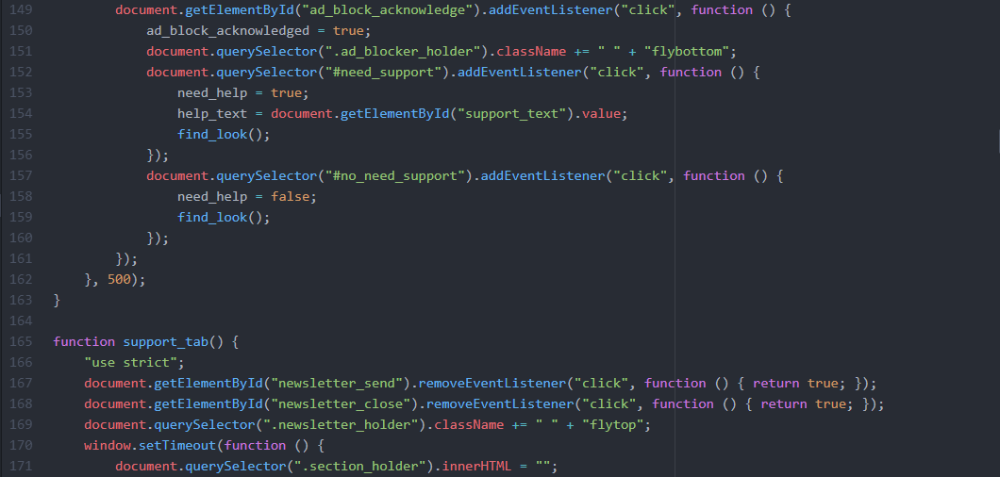 149 document.getElementById("ad_block_acknowledge").addEventListener("click", function () {
150 ad_block_acknowledged = true;
151 document.querySelector(".ad_blocker_holder").className += " " + "flybottom";
152 document.querySelector("#need_support").addEventListener("click", function () {
153 need_help = true;
154 help_text = document.getElementById("support_text").value;
155 find_look();
156 });
157 document.querySelector("#no_need_support").addEventListener("click", function () {
158 need_help = false;
159 find_look();
160 });
161 });
162 }, 500);
163 }
164
165 function support_tab() {
166 "use strict";
167 document.getElementById("newsletter_send").removeEventListener("click", function () { return true; });
168 document.getElementById("newsletter_close").removeEventListener("click", function () { return true; });
169 document.querySelector(".newsletter_holder").className += " " + "flytop";
170 window.setTimeout(function () {
171 document.querySelector(".section_holder").innerHTML = "";